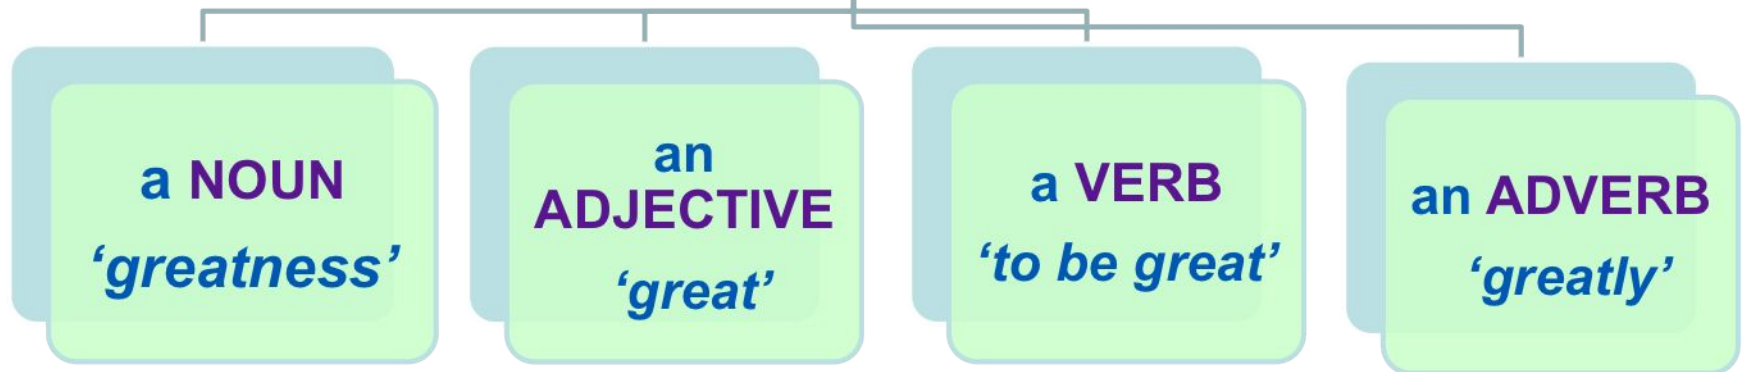 a NOUN
‘greatness’
an
ADJECTIVE
‘great’
a VERB
‘to be great’
an ADVERB
‘greatly’